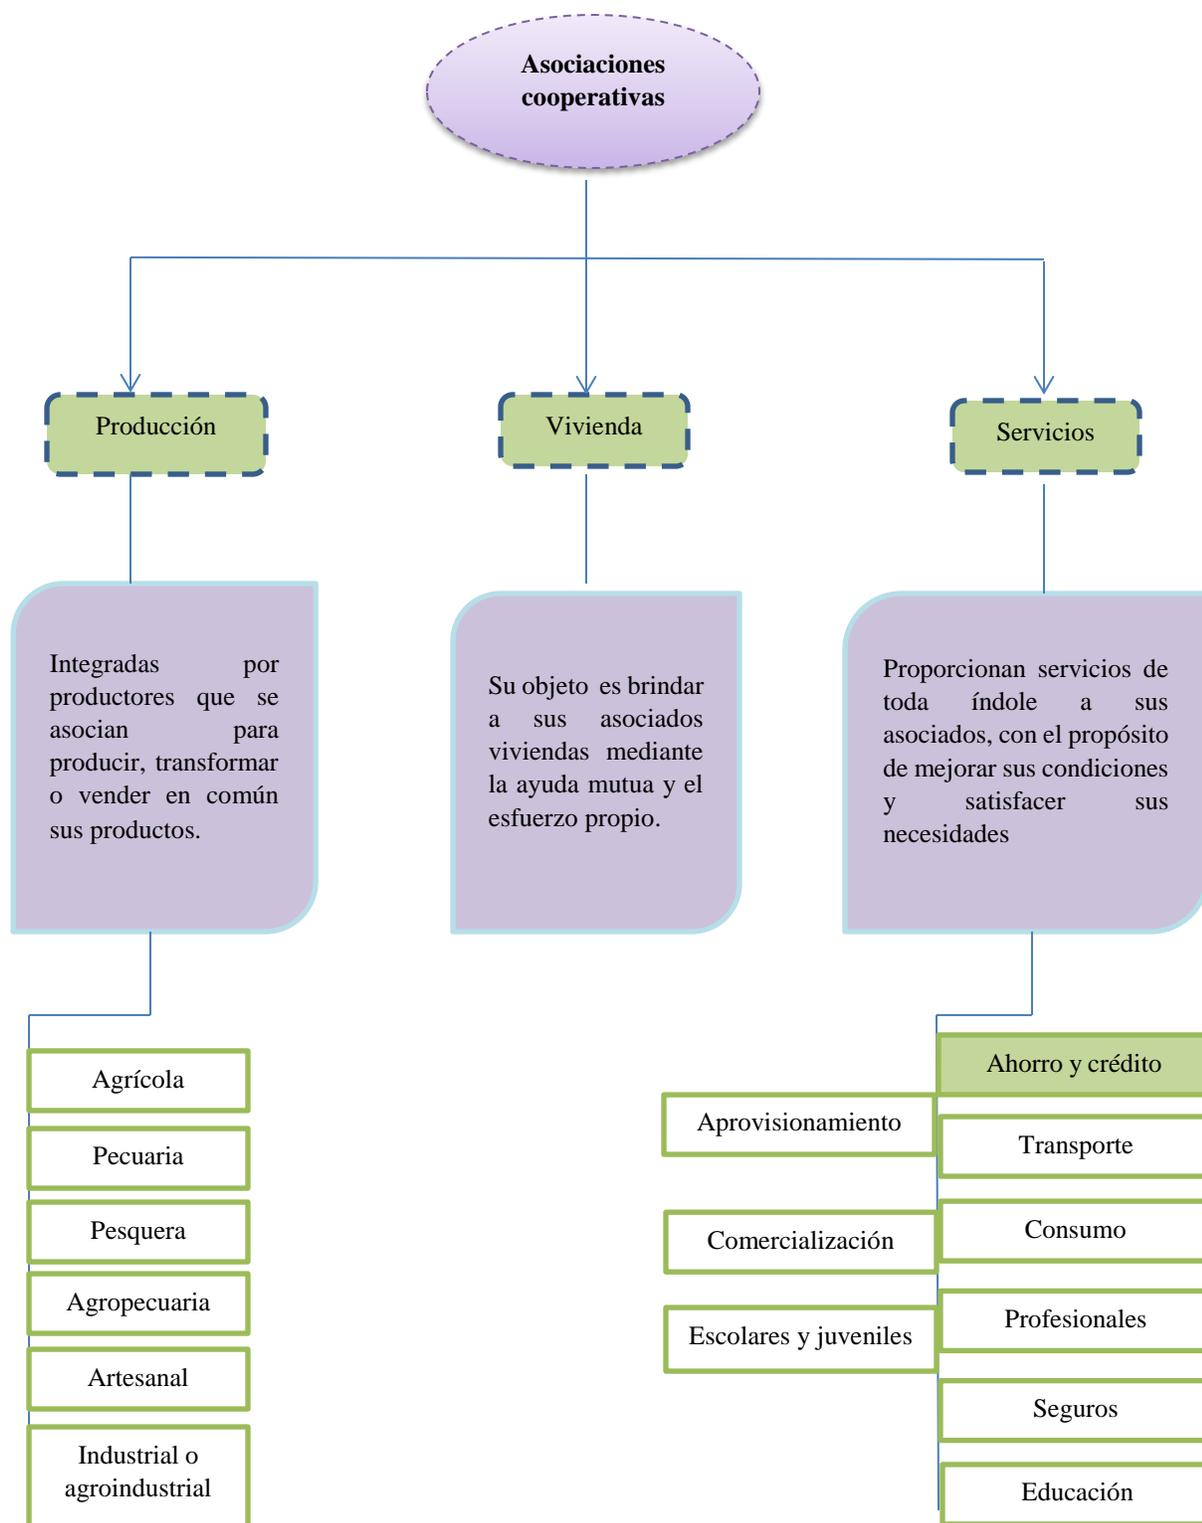 Asociaciones
cooperativas
Producción
Vivienda
Servicios
Integradas por
productores que se
asocian para
producir, transformar
o vender en común
sus productos.
Su objeto es brindar
a sus asociados
viviendas mediante
la ayuda mutua y el
esfuerzo propio.
Proporcionan servicios de
toda índole a sus
asociados, con el propósito
de mejorar sus condiciones
y satisfacer sus
necesidades
Agrícola
Pecuaria
Pesquera
Agropecuaria
Artesanal
Industrial o
agroindustrial
Aprovisionamiento
Comercialización
Escolares y juveniles
Ahorro y crédito
Transporte
Consumo
Profesionales
Seguros
Educación